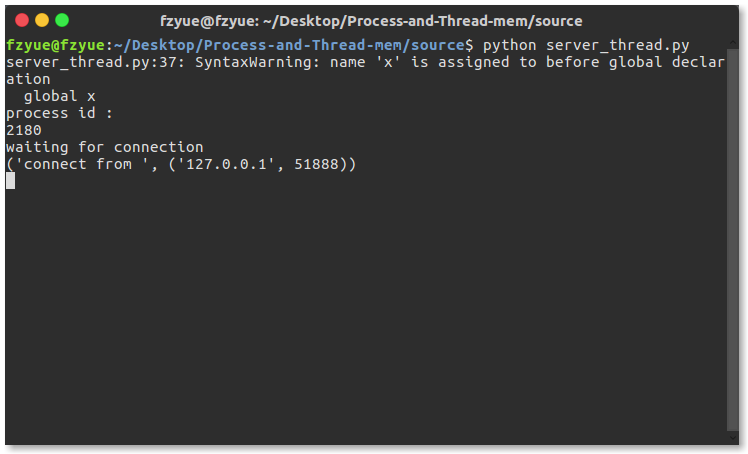 fzyue@fzyue: ~/Desktop/Process-and-Thread-mem/source
fzyue@fzyue:~/Desktop/Process-and-Thread-mem/source$ python server_thread.py
server_thread.py:37: SyntaxWarning: name 'x' is assigned to before global declar
ation
  global x
process id :
2180
waiting for connection
('connect from ', ('127.0.0.1', 51888))